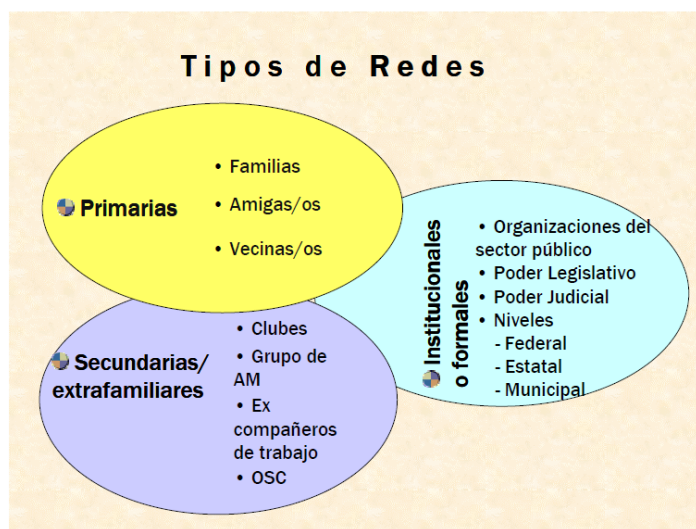 Tipos de Redes
Primarias
• Familias
• Amigas/os
• Vecinas/os
Secundarias/
extrafamiliares
• Clubes
• Grupo de
AM
• Ex
compañeros
de trabajo
• OSC
Institucionales
o formales
• Organizaciones del
sector público
• Poder Legislativo
• Poder Judicial
• Niveles
- Federal
- Estatal
- Municipal